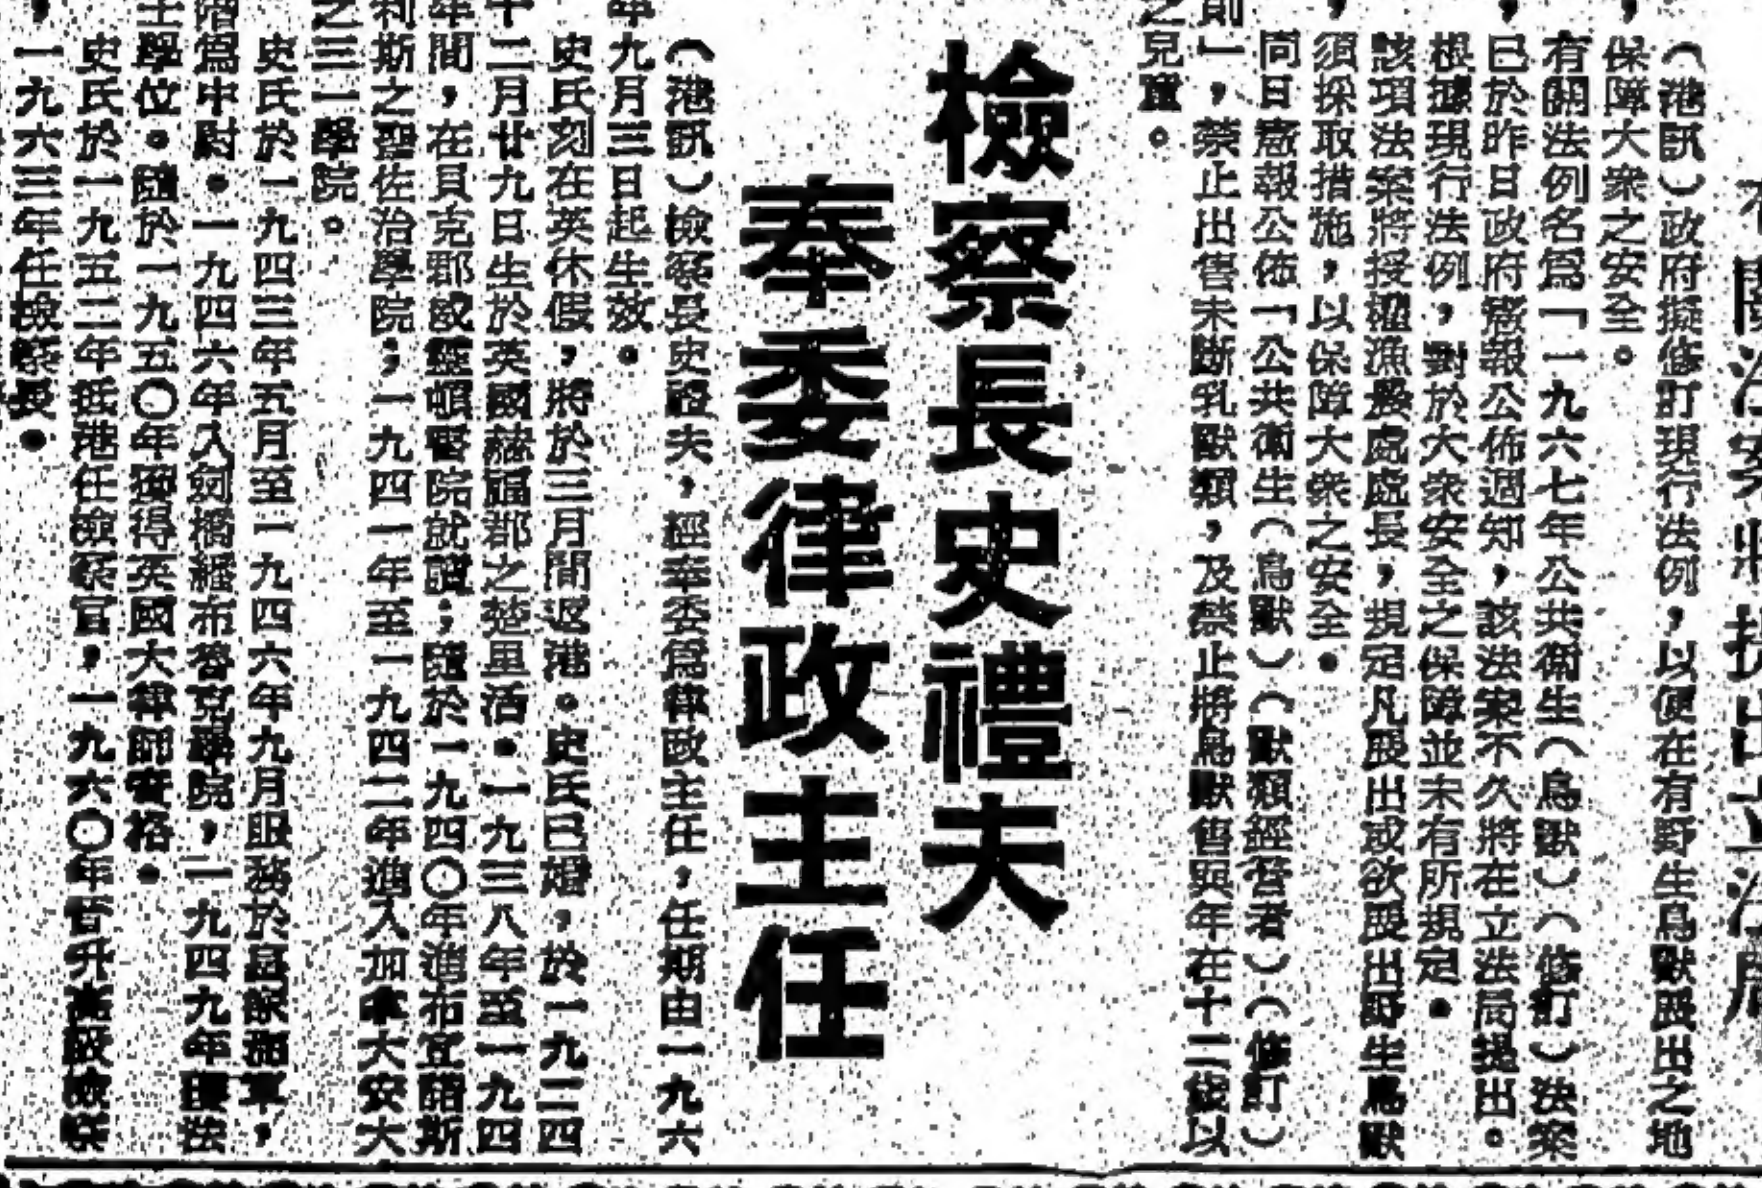 (港訊)政府擬修訂現行法例,以便在有野生鳥獸展出之地
,保障大衆之安全。
有關法例名爲「一九六七年公共衞生(鳥獸)(修訂)法案
,已於昨日政府憲報公佈週知,該法案不久將在立法局提出。
根據現行法例,對於大衆安全之保障並未有所規定。
該項法案將授權漁農處處長,規定凡展出或欲展出野生鳥獸
,須採取措施,以保障大衆之安全。
同日憲報公佈「公共衞生(鳥獸)(獸類經營者)(修訂)
則」,禁止出售未斷乳獸類,及禁止將鳥獸售與年在十二歲以
之兒童。
檢察長史禮夫
奉委律政主任
(港訊)檢察長史禮夫,經奉委爲律政主任,任期由一九六
年九月三日起生效。
史氏刻在英休假,將於三月間返港。史氏已婚,於一九二四
十二月廿九日生於英國慈福郡之楚里活。一九三八年至一九四
年間,在貝克郡威靈頓書院就讀;隨於一九四〇年進布宜諾斯
利斯之聖佐治學院;一九四一年至一九四二年進入加拿大安大
之三一學院。
史氏於一九四三年五月至一九四六年九月服務於皇家海軍,
階爲中尉。一九四六年入劍橋經布魯克學院,一九四九年獲法
士學位。隨於一九五〇年獲得英國大律師資格。
史氏於一九五二年抵港任檢察官,一九六〇年晋升高級檢察
,一九六三年任檢察長。